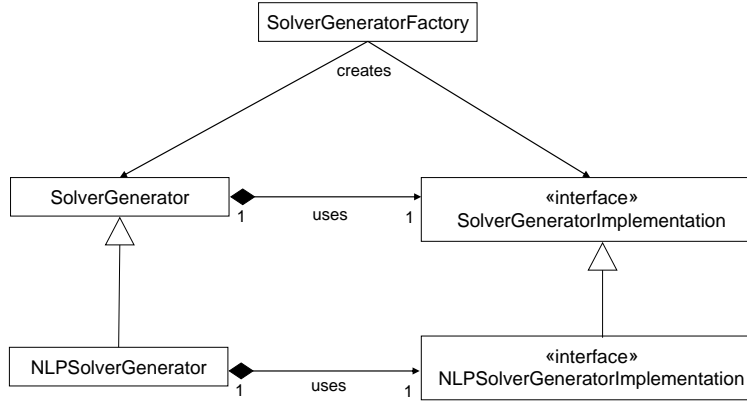 SolverGeneratorFactory
creates
SolverGenerator
1
uses
1
«interface»
SolverGeneratorImplementation
NLPSolverGenerator
1
uses
1
«interface»
NLPSolverGeneratorImplementation